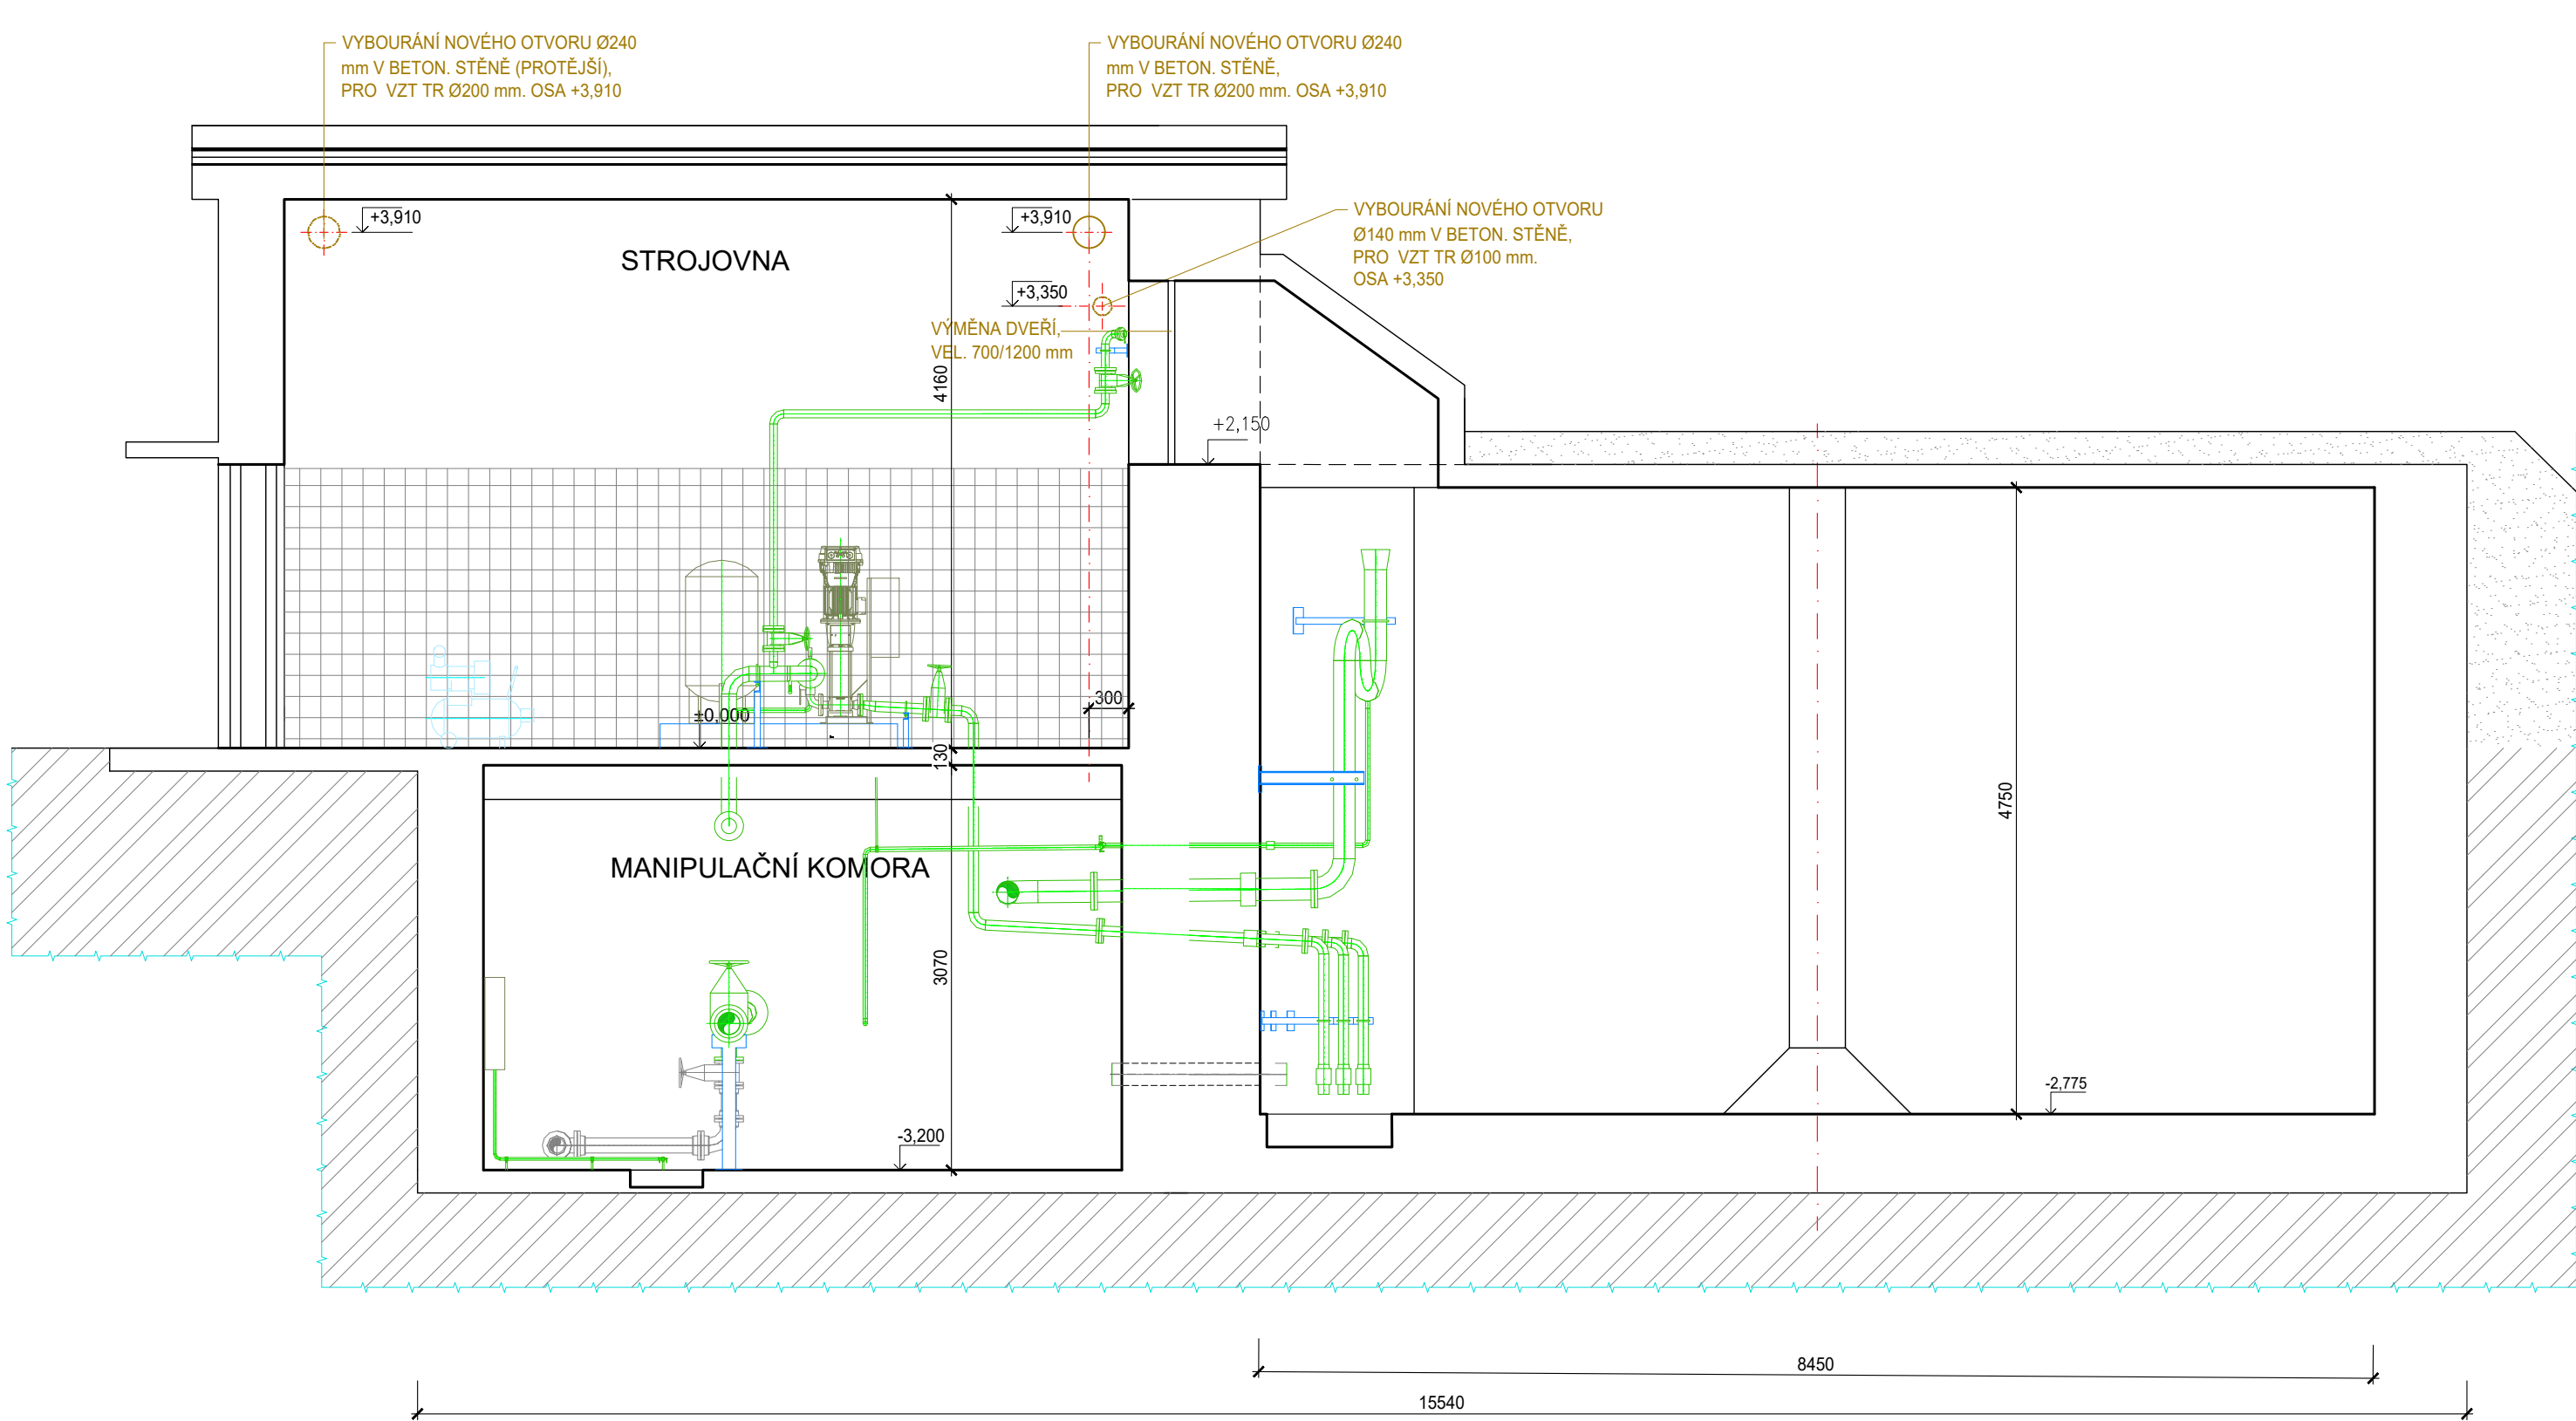 VYBOURÁNÍ NOVÉHO OTVORU Ø240
mm V BETON. STĚNĚ (PROTĚJŠÍ),
PRO VZT TR Ø200 mm. OSA +3,910
VYBOURÁNÍ NOVÉHO OTVORU Ø240
mm V BETON. STĚNĚ,
PRO VZT TR Ø200 mm. OSA +3,910
VYBOURÁNÍ NOVÉHO OTVORU
Ø140 mm V BETON. STĚNĚ,
PRO VZT TR Ø100 mm.
OSA +3,350
+3,910
+3,910
STROJOVNA
+3,350
VÝMĚNA DVEŘÍ,
VEL. 700/1200 mm
4160
+2,150
300
±0,000
130
4750
MANIPULAČNÍ KOMORA
3070
-2,775
-3,200
8450
15540